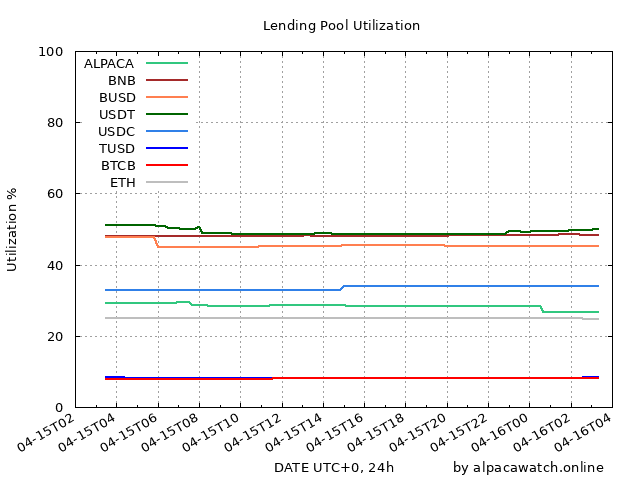 Lending Pool Utilization
100
80
60
40
20
0
Utilization %
ALPACA
BNB
BUSD
USDT
USDC
TUSD
BTCB
ETH
04-15T02
04-15T04
04-15T06
04-15T08
04-15T10
04-15T12
04-15T14
04-15T16
04-15T18
04-15T20
04-15T22
04-16T00
04-16T02
04-16T04
DATE UTC+0, 24h
by alpacawatch.online